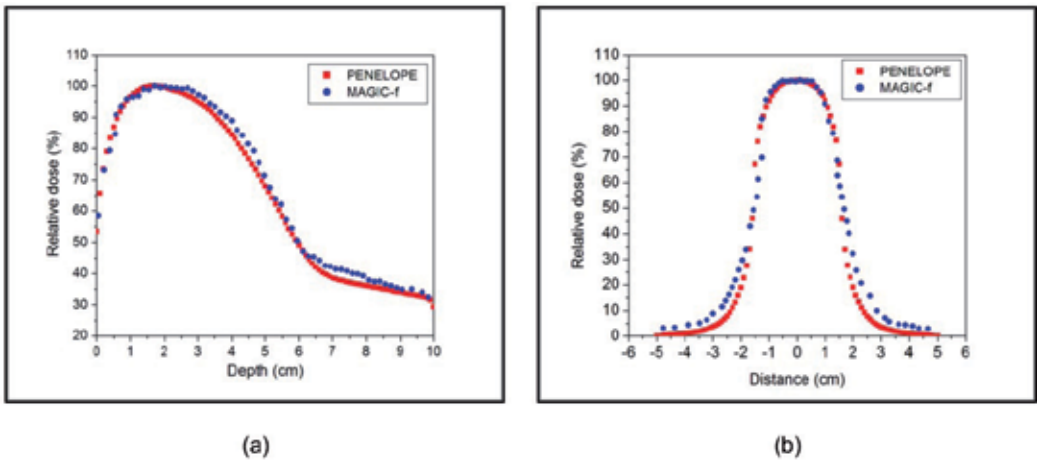 110
100
90
80
70
60
50
40
30
20
Relative dose (%)
PENELOPE
MAGIC-f
0 1 2 3 4 5 6 7 8 9 10
Depth (cm)
(a)
110
100
90
80
70
60
50
40
30
20
10
0
Relative dose (%)
PENELOPE
MAGIC-f
-6 -5 -4 -3 -2 -1 0 1 2 3 4 5 6
Distance (cm)
(b)